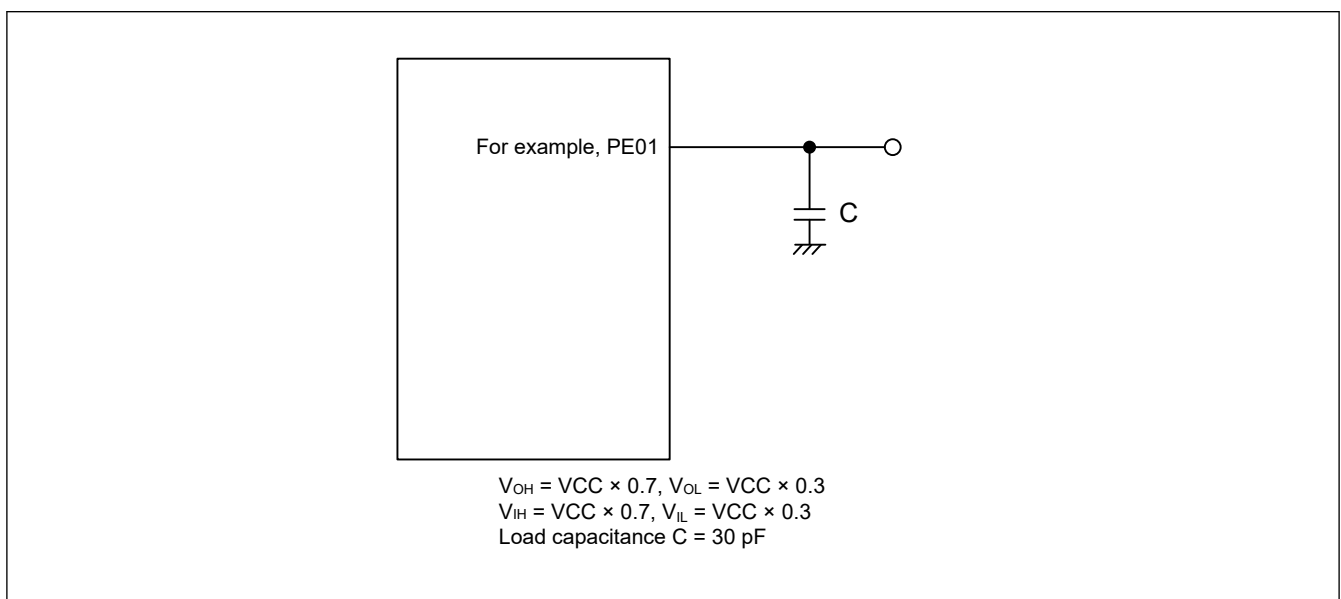 For example, PE01
C
VOH = VCC × 0.7, VOL = VCC × 0.3
VIH = VCC × 0.7, VIL = VCC × 0.3
Load capacitance C = 30 pF